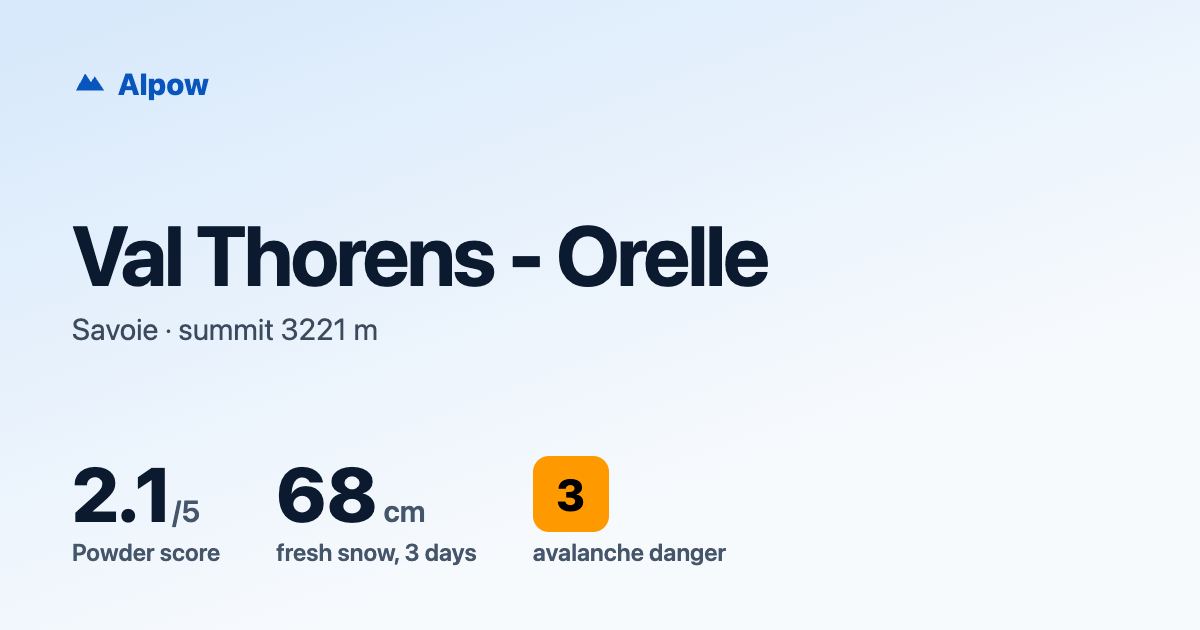 Alpow
Val Thorens - Orelle
Savoie · summit 3221 m
2.1/5
Powder score
68 cm
fresh snow, 3 days
3
avalanche danger